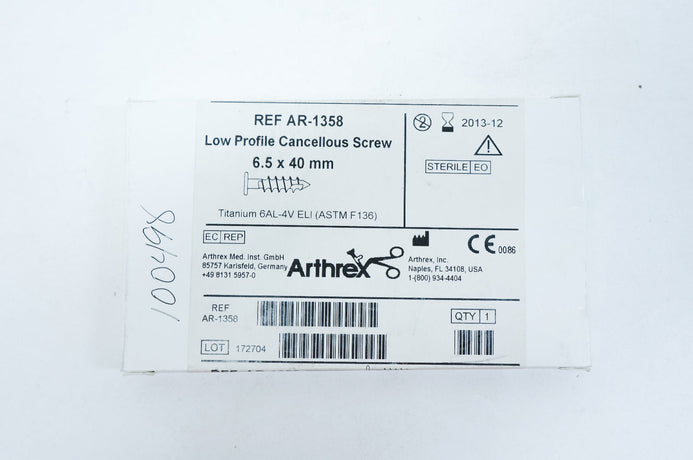 REF AR-1358
Low Profile Cancellous Screw
6.5 x 40 mm
Titanium 6AL-4V ELI (ASTM F136)
2
2013-12
STERILE EO
EC REP
Arthrex Med. Inst. GmbH
85757 Karlsfeld, Germany
+49 8131 5957-0
Arthrex
CE 0086
Arthrex, Inc.
Naples, FL 34108, USA
1-(800) 934-4404
REF
AR-1358
QTY 1
LOT 172704
100498